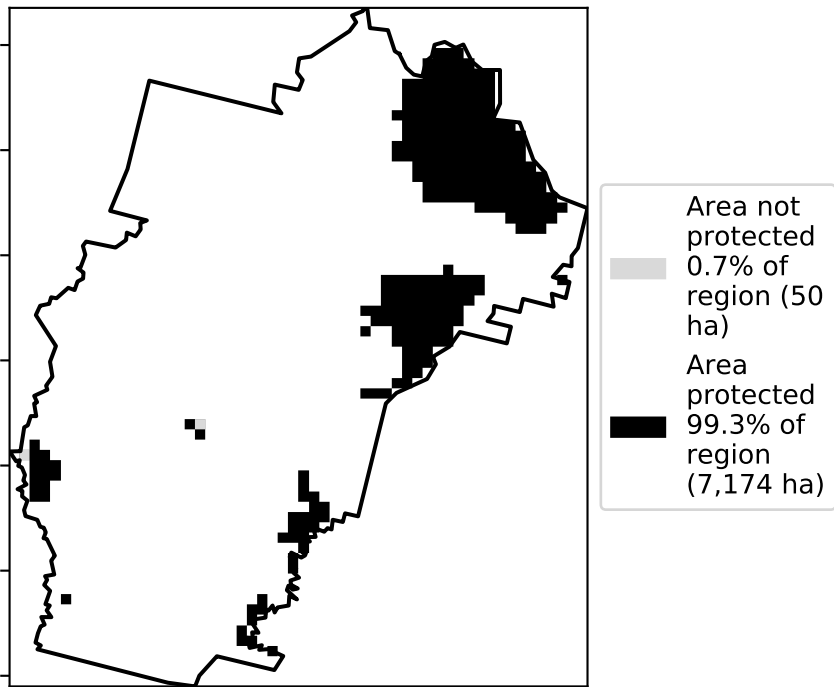 Area not
protected
0.7% of
region (50
ha)
Area
protected
99.3% of
region
(7,174 ha)